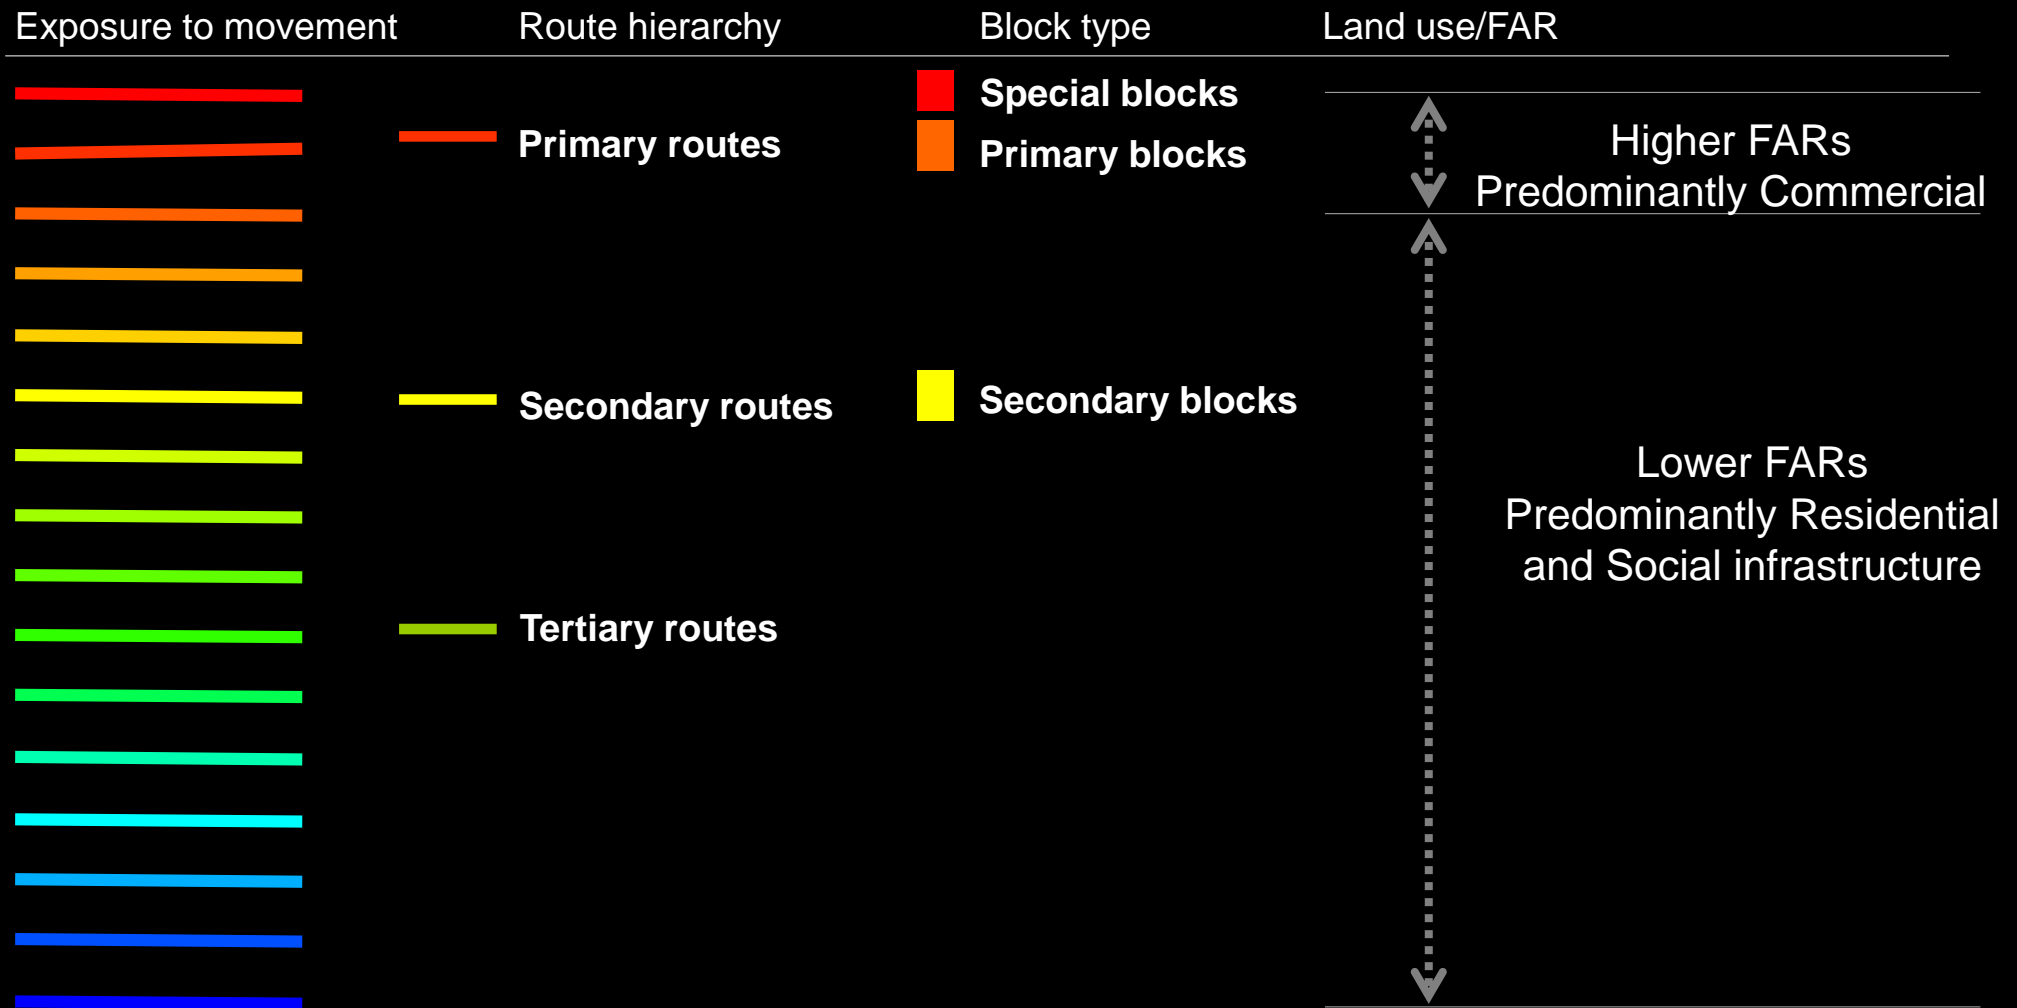 Exposure to movement
Route hierarchy
Block type
Land use/FAR
Primary routes
Special blocks
Primary blocks
Higher FARs
Predominantly Commercial
Secondary routes
Secondary blocks
Lower FARs
Predominantly Residential
and Social infrastructure
Tertiary routes